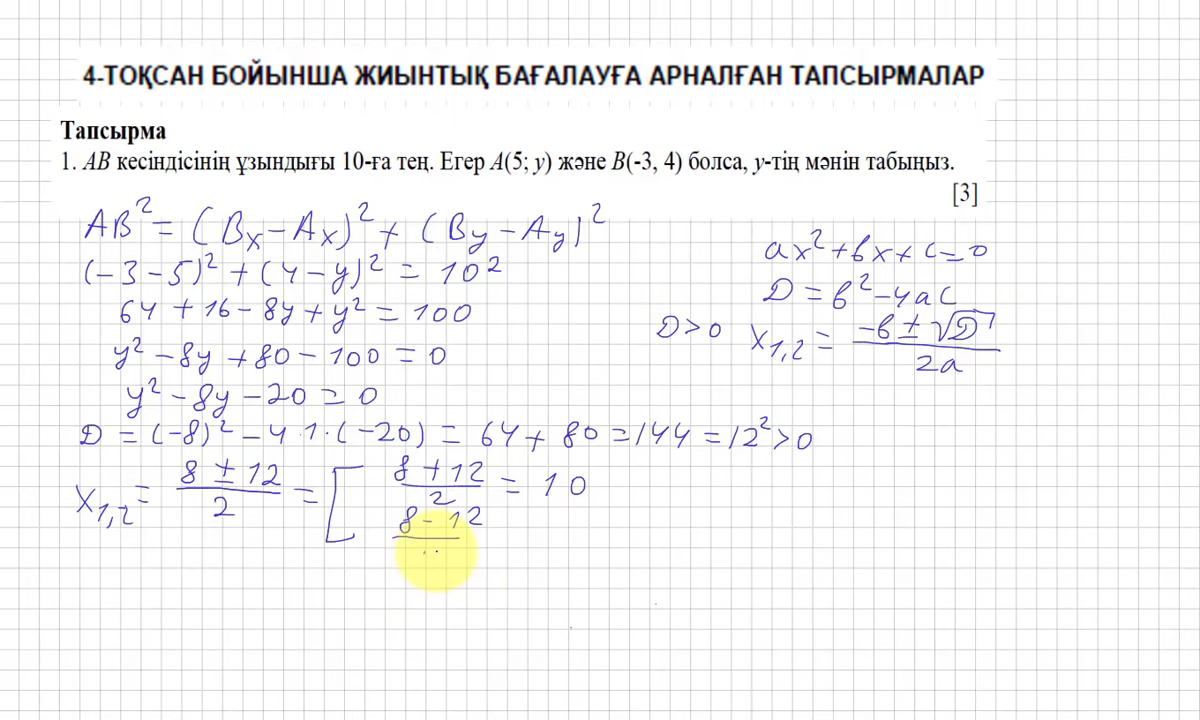 4-ТОҚСАН БОЙЫНША ЖИЫНТЫҚ БАҒАЛАУҒА АРНАЛҒАН ТАПСЫРМАЛАР
Тапсырма
1. АВ кесіндісінің ұзындығы 10-ға тең. Егер А(5; у) және В(-3, 4) болса, у-тің мәнін табыңыз.
[3]
AB² = (Bx - Ax)² + (By - Ay)²
(-3 - 5)² + (4 - y)² = 10²
64 + 16 - 8y + y² = 100
y² - 8y + 80 - 100 = 0
y² - 8y - 20 = 0
D = (-8)² - 4 · 1 · (-20) = 64 + 80 = 144 = 12² > 0
x₁,₂ = (8 ± 12)/2 = [ (8 + 12)/2 = 10
8 - 12
ax² + bx + c = 0
D = b² - 4ac
D > 0 x₁,₂ = (-b ± √D)/2a